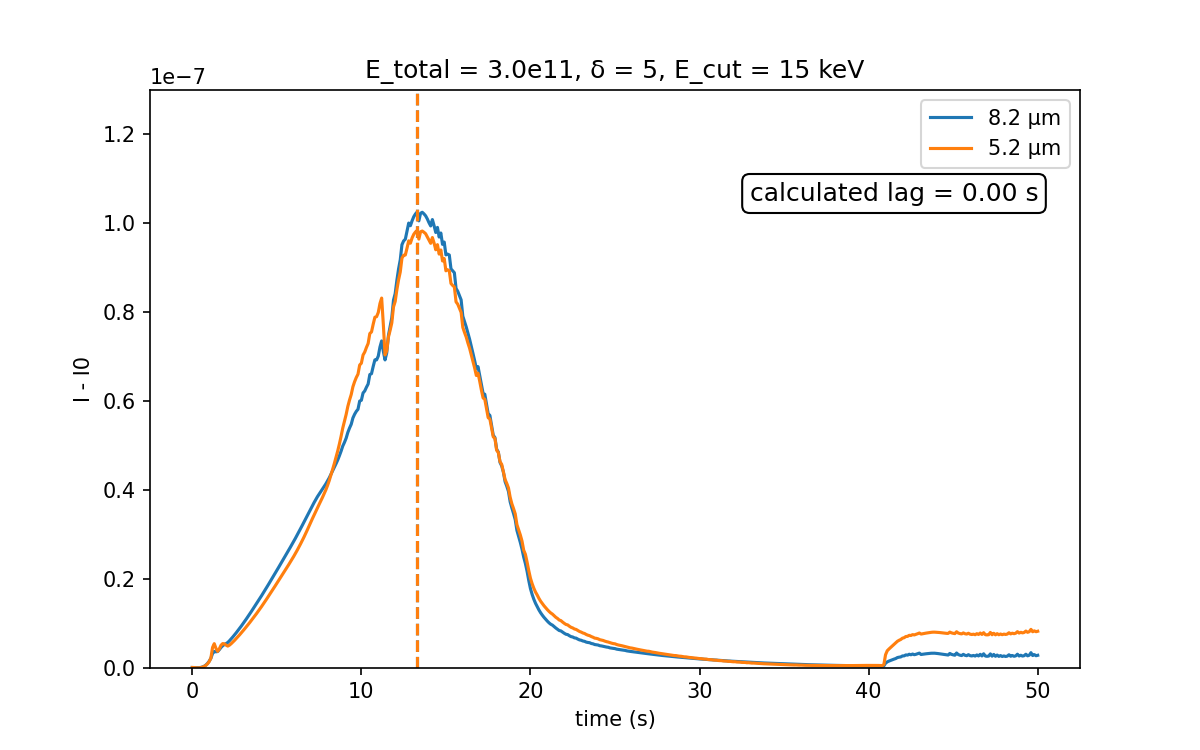 E_total = 3.0e11, δ = 5, E_cut = 15 keV
1e−7
8.2 μm
5.2 μm
calculated lag = 0.00 s
1.2
1.0
0.8
0.6
0.4
0.2
0.0
I - I0
0 10 20 30 40 50
time (s)